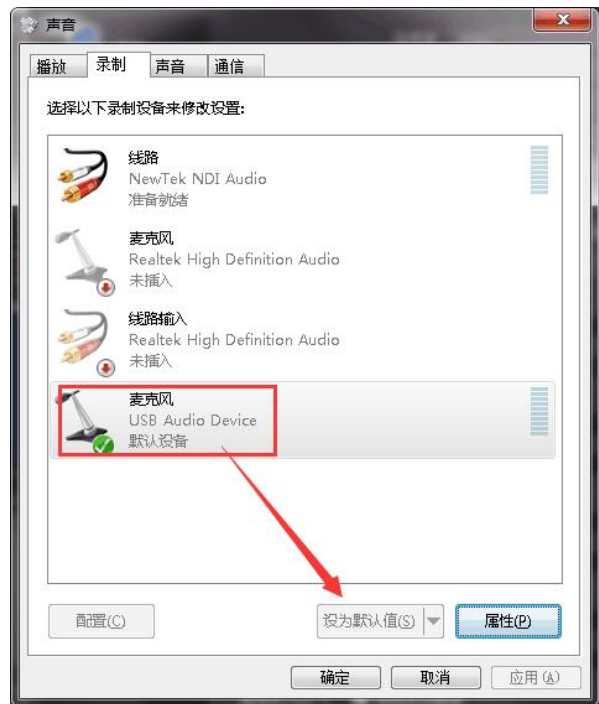 声音
播放 录制 声音 通信
选择以下录制设备来修改设置:
线路
NewTek NDI Audio
准备就绪
麦克风
Realtek High Definition Audio
未插入
线路输入
Realtek High Definition Audio
未插入
麦克风
USB Audio Device
默认设备
配置(C) 设为默认值(S) 属性(P)
确定 取消 应用(A)